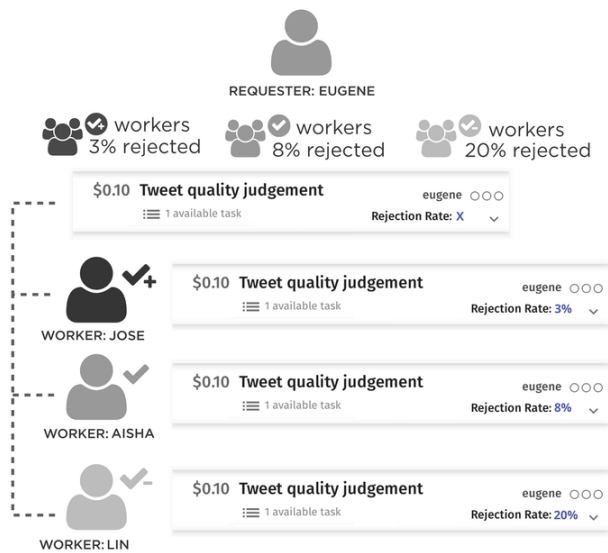 REQUESTER: EUGENE
workers
3% rejected
workers
8% rejected
workers
20% rejected
$0.10 Tweet quality judgement
eugene
1 available task
Rejection Rate: X
WORKER: JOSE
$0.10 Tweet quality judgement
eugene
1 available task
Rejection Rate: 3%
WORKER: AISHA
$0.10 Tweet quality judgement
eugene
1 available task
Rejection Rate: 8%
WORKER: LIN
$0.10 Tweet quality judgement
eugene
1 available task
Rejection Rate: 20%